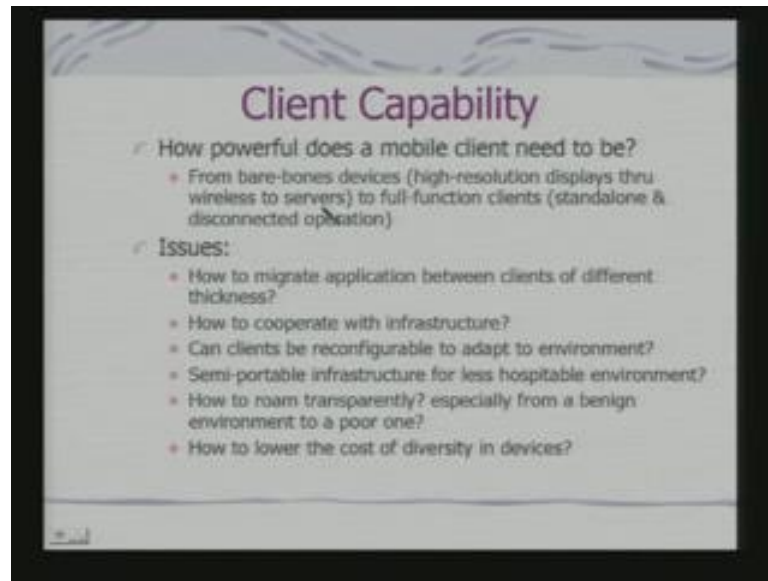 Client Capability
How powerful does a mobile client need to be?
From bare-bones devices (high-resolution displays thru
wireless to servers) to full-function clients (standalone &
disconnected operation)
Issues:
How to migrate application between clients of different
thickness?
How to cooperate with infrastructure?
Can clients be reconfigurable to adapt to environment?
Semi-portable infrastructure for less hospitable environment?
How to roam transparently? especially from a benign
environment to a poor one?
How to lower the cost of diversity in devices?